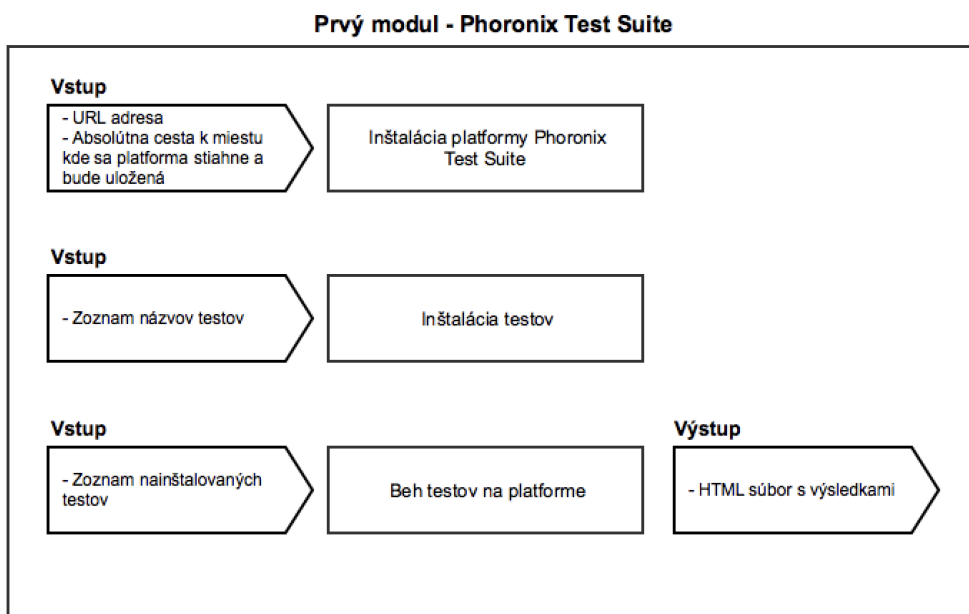 Prvý modul - Phoronix Test Suite
Vstup
- URL adresa
- Absolútna cesta k miestu
kde sa platforma stiahne a
bude uložená
Inštalácia platformy Phoronix
Test Suite
Vstup
- Zoznam názvov testov
Inštalácia testov
Vstup
- Zoznam nainštalovaných
testov
Beh testov na platforme
Výstup
- HTML súbor s výsledkami